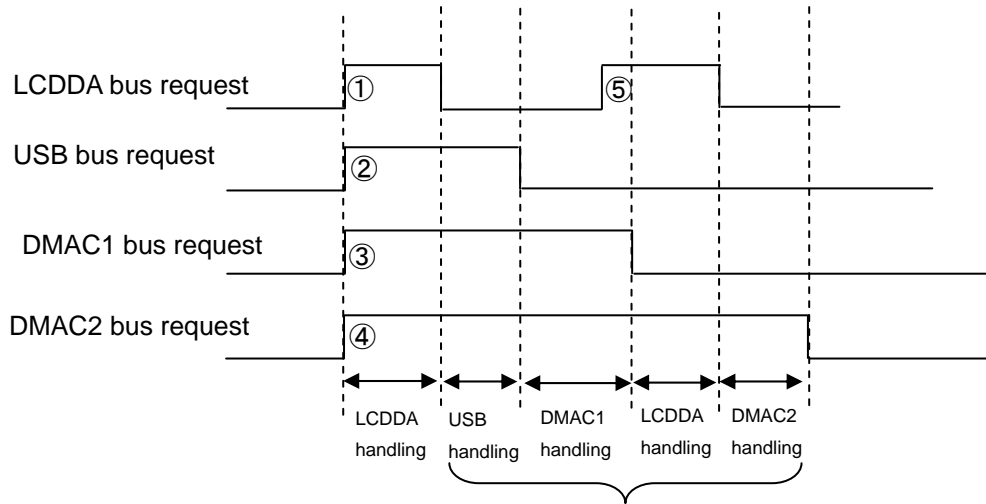 LCDDA bus request
①
⑤
USB bus request
②
DMAC1 bus request
③
DMAC2 bus request
④
LCDDA handling
USB handling
DMAC1 handling
LCDDA handling
DMAC2 handling